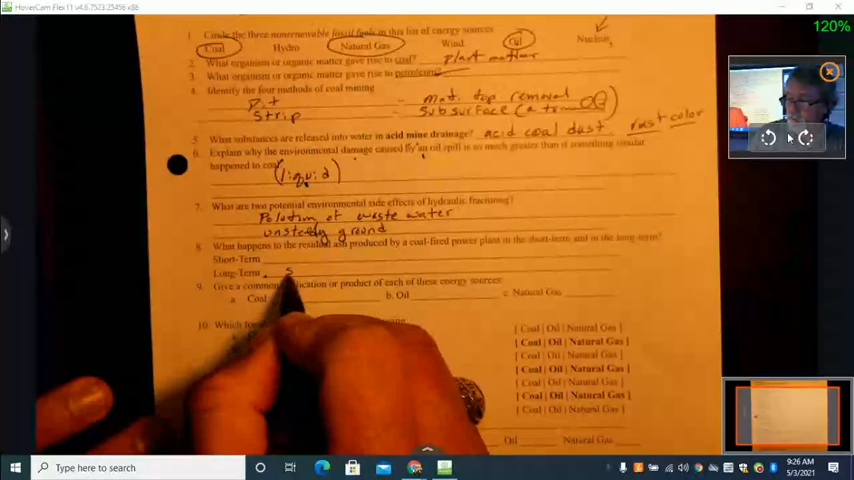 HoverCam Flex11 v4.6.7523.25456 x86
120%
1 Circle the three nonrenewable fossil fuels in this list of energy sources
Coal Hydro Natural Gas Wind Oil Nuclear
2. What organism or organic matter gave rise to coal? plant matter
3. What organism or organic matter gave rise to petroleum?
4. Identify the four methods of coal mining
Pit - Mnt. top removal
Strip - Subsurface
5. What substances are released into water in acid mine drainage? acid coal dust rust color
6. Explain why the environmental damage caused by an oil spill is so much greater than if something similar
happened to coal (liquid)
7. What are two potential environmental side effects of hydraulic fracturing?
Polution of waste water
unsteady ground
8. What happens to the residual ash produced by a coal-fired power plant in the short-term and in the long-term?
Short-Term
Long-Term s
9. Give a common application or product of each of these energy sources:
a. Coal b. Oil c. Natural Gas
10. Which
[ Coal | Oil | Natural Gas ]
[ Coal | Oil | Natural Gas ]
[ Coal | Oil | Natural Gas ]
[ Coal | Oil | Natural Gas ]
[ Coal | Oil | Natural Gas ]
[ Coal | Oil | Natural Gas ]
[ Coal | Oil | Natural Gas ]
Oil Natural Gas
Type here to search
9:26 AM
5/3/2021